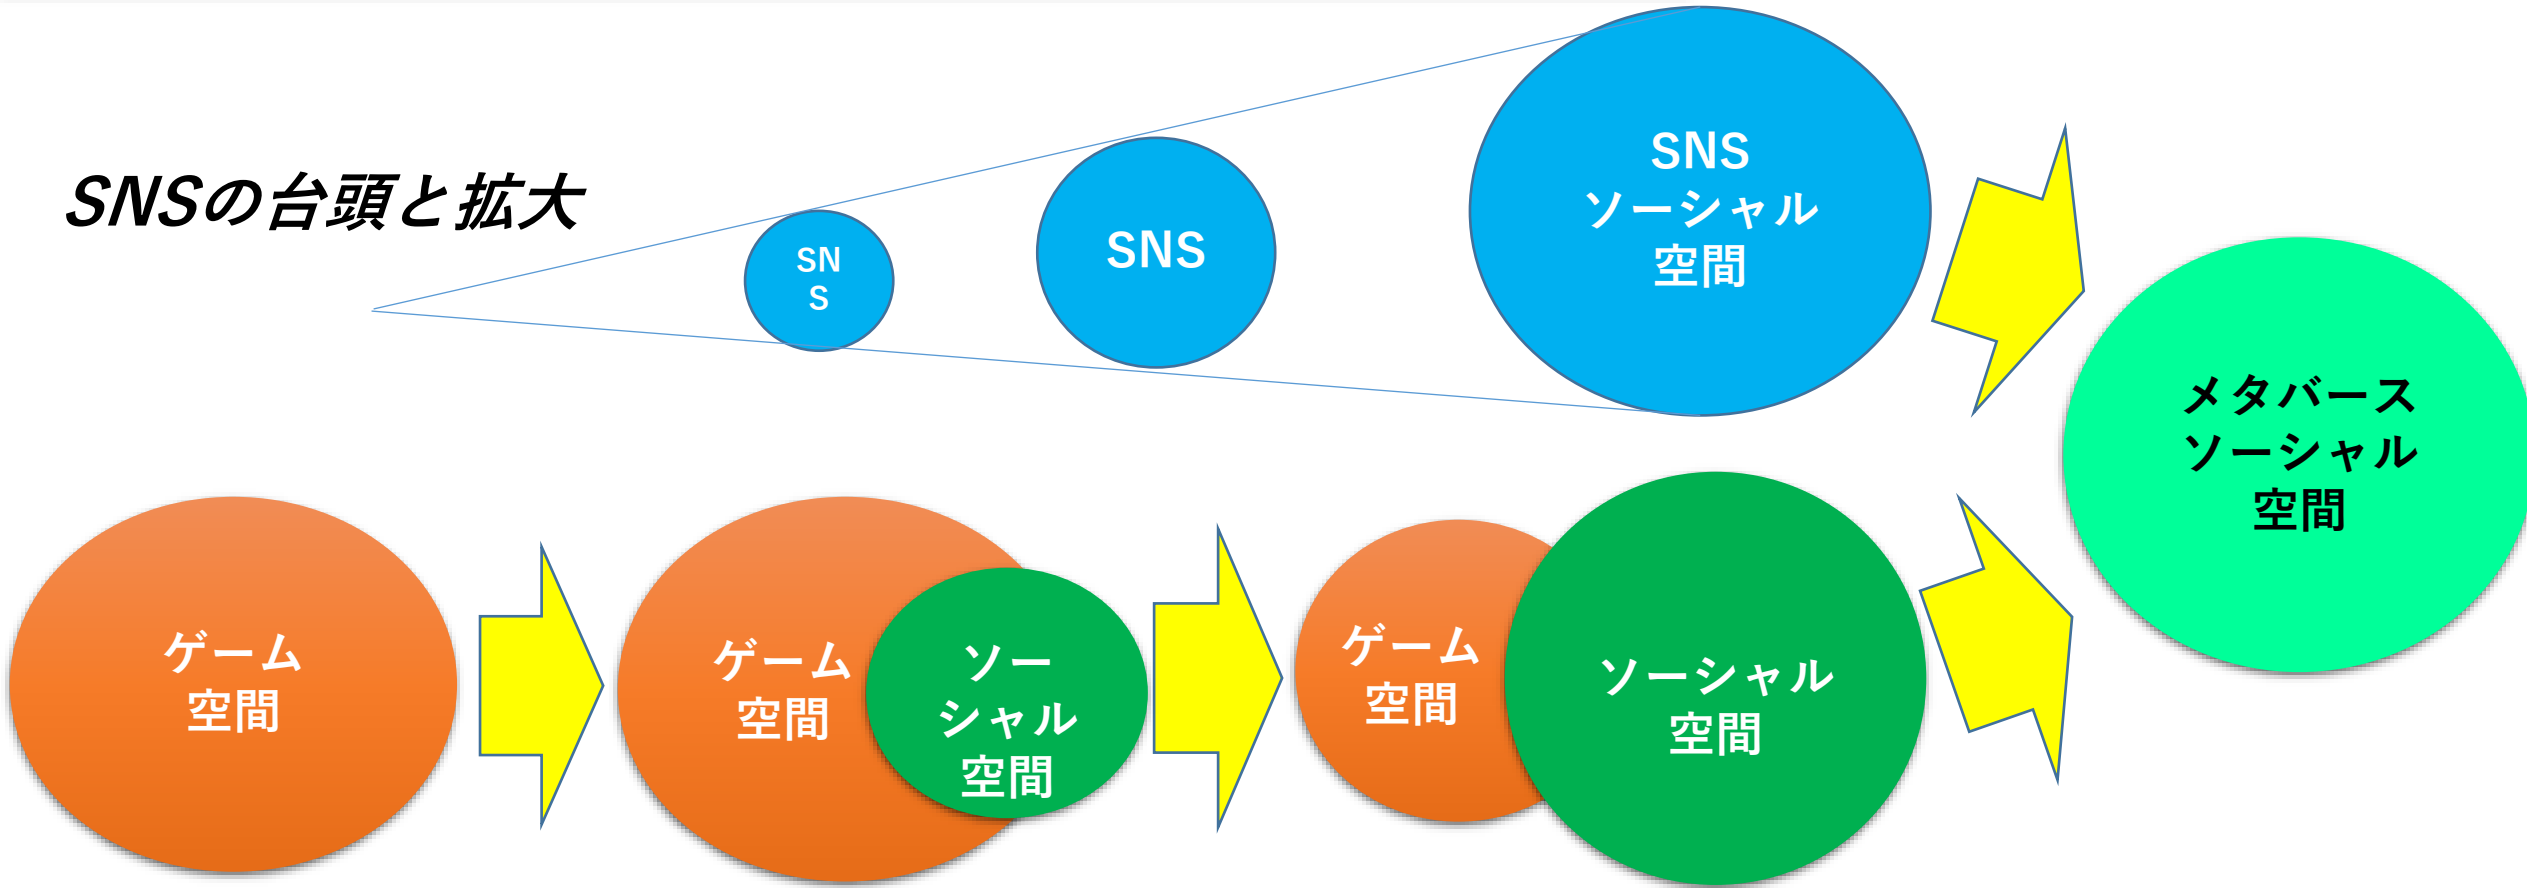 SNSの台頭と拡大
SN
S
SNS
SNS
ソーシャル
空間
メタバース
ソーシャル
空間
ゲーム
空間
ゲーム
空間
ソー
シャル
空間
ゲーム
空間
ソーシャル
空間